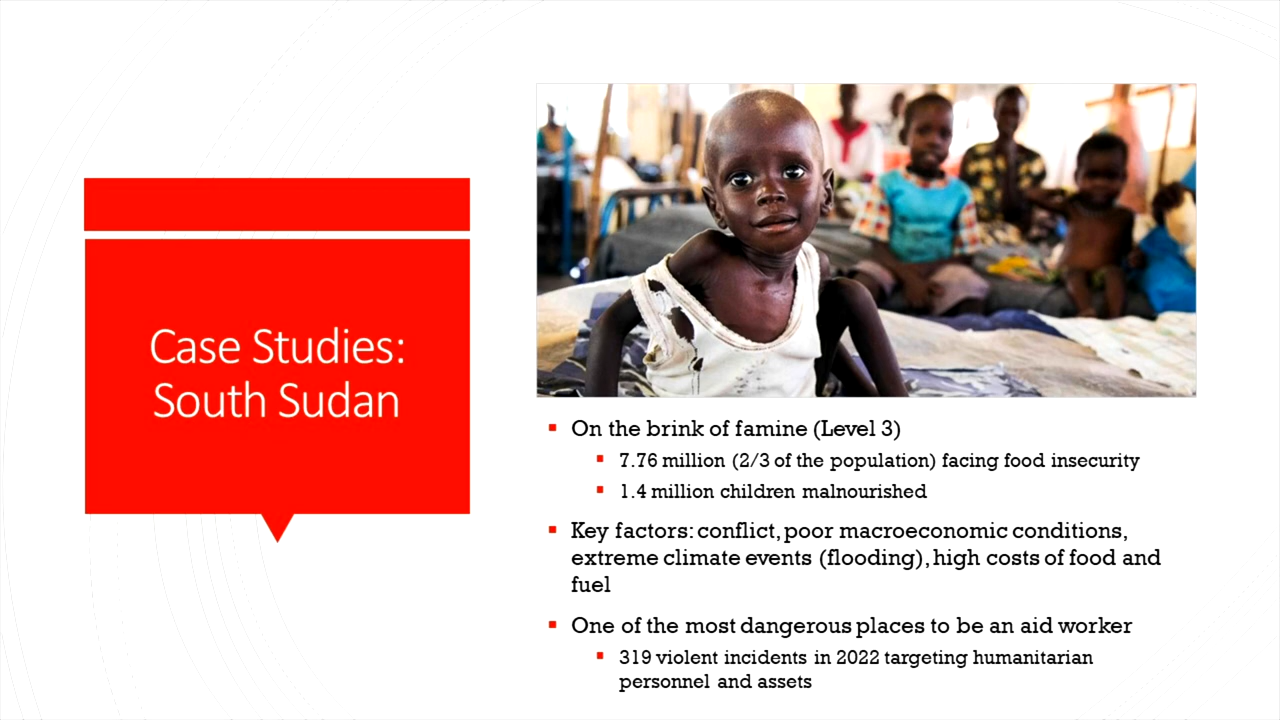 Case Studies:
South Sudan
On the brink of famine (Level 3)
7.76 million (2/3 of the population) facing food insecurity
1.4 million children malnourished
Key factors: conflict, poor macroeconomic conditions,
extreme climate events (flooding), high costs of food and
fuel
One of the most dangerous places to be an aid worker
319 violent incidents in 2022 targeting humanitarian
personnel and assets